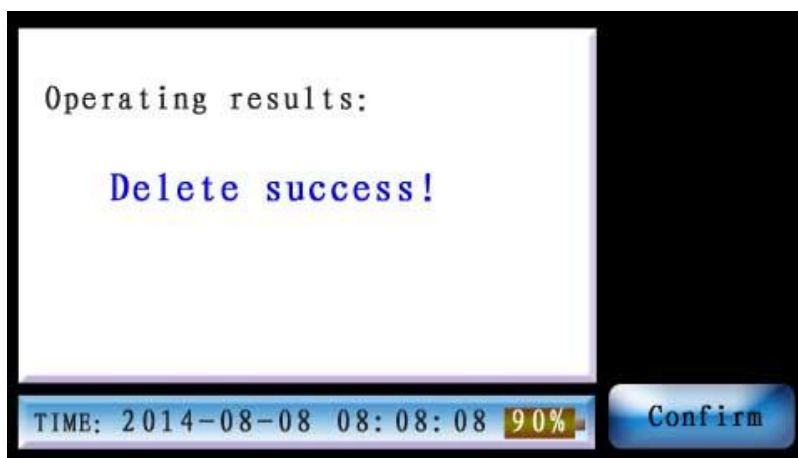 Operating results:
Delete success!
TIME: 2014-08-08 08:08:08 90%
Confirm